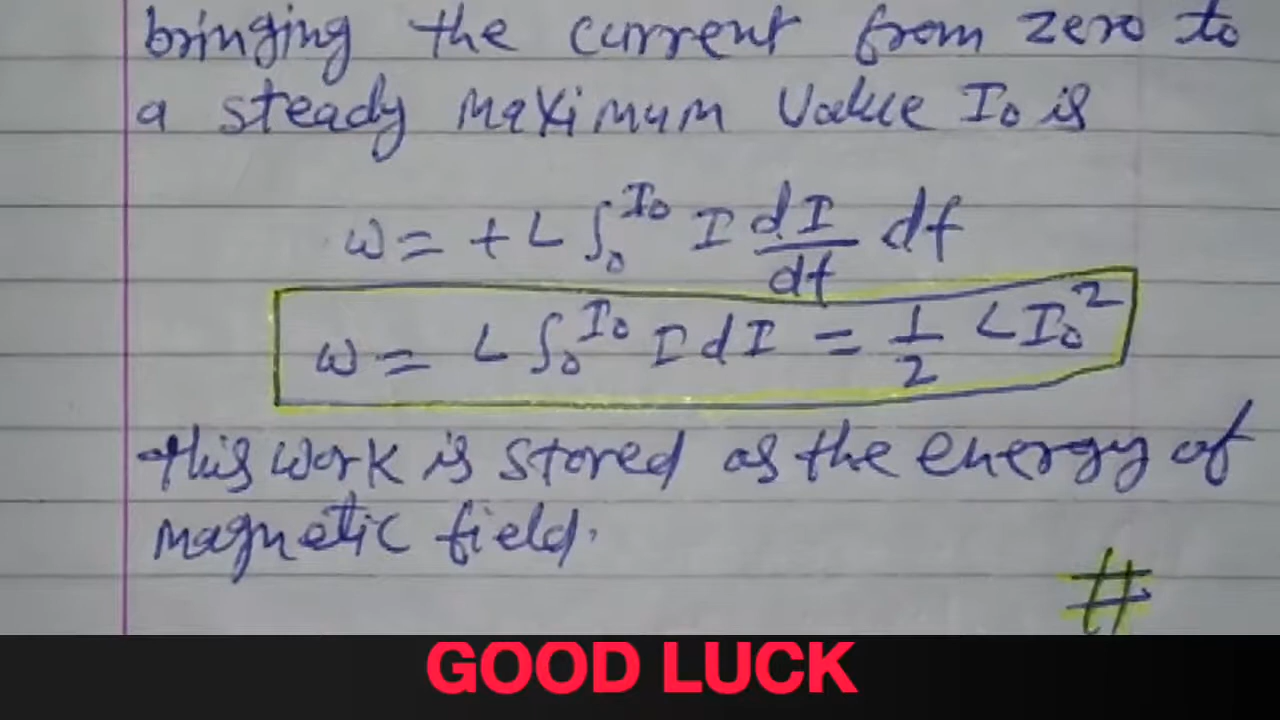 bringing the current from zero to
a steady maximum value I₀ is
w = + L ∫₀^I₀ I dI/dt dt
w = L ∫₀^I₀ I dI = 1/2 L I₀²
this work is stored as the energy of
magnetic field.
#
GOOD LUCK